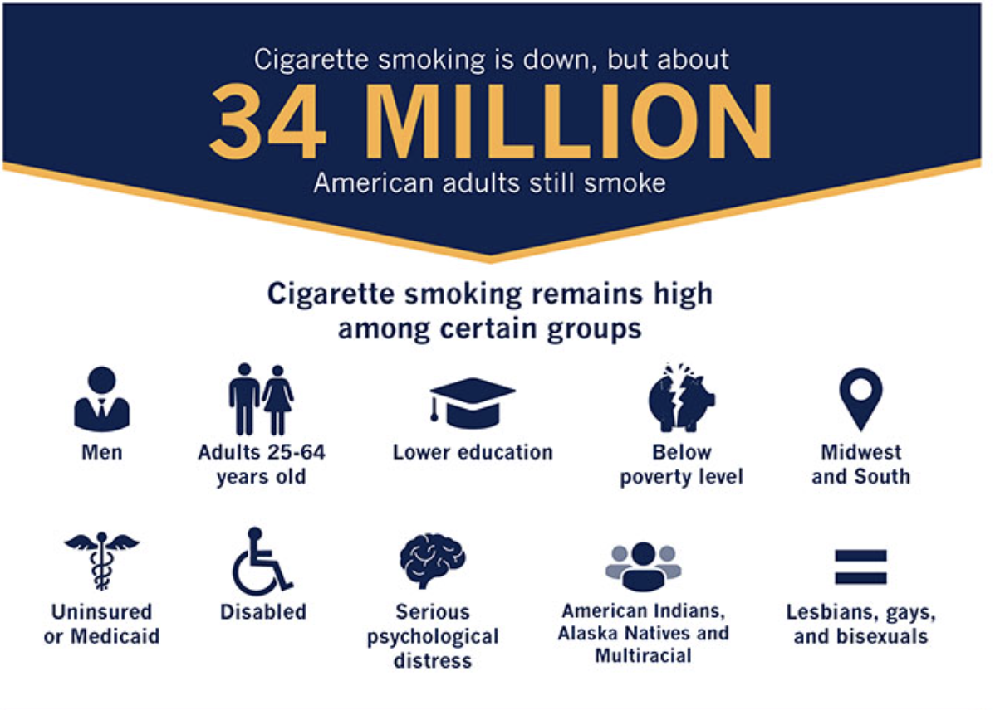 Cigarette smoking is down, but about
34 MILLION
American adults still smoke
Cigarette smoking remains high
among certain groups
Men
Adults 25-64
years old
Lower education
Below
poverty level
Midwest
and South
Uninsured
or Medicaid
Disabled
Serious
psychological
distress
American Indians,
Alaska Natives and
Multiracial
Lesbians, gays,
and bisexuals